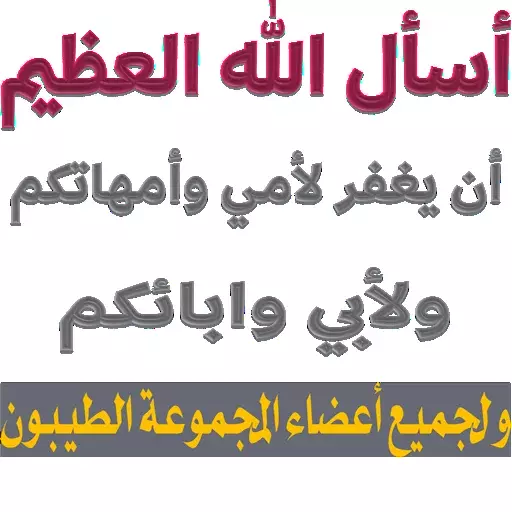 أسأل الله العظيم
أن يغفر لأمي وأمهاتكم
ولأبي وابائكم
ولجميع أعضاء المجموعة الطيبون